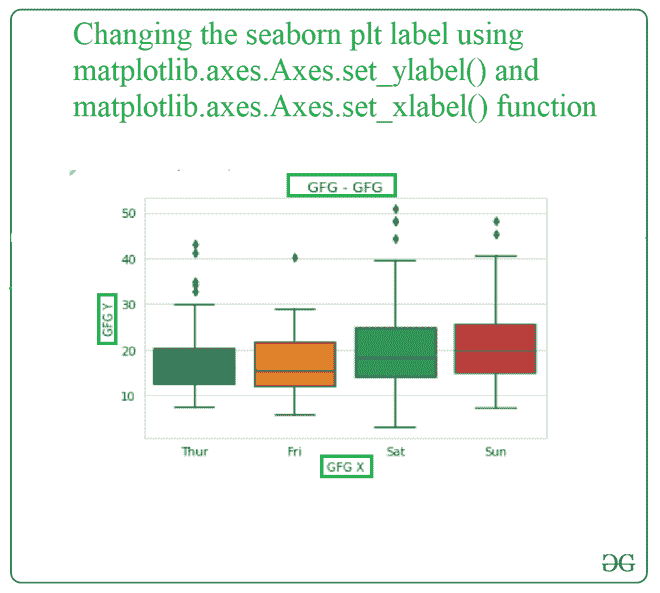 Changing the seaborn plt label using
matplotlib.axes.Axes.set_ylabel() and
matplotlib.axes.Axes.set_xlabel() function
GFG - GFG
50
40
30
20
10
GFG Y
Thur Fri Sat Sun
GFG X